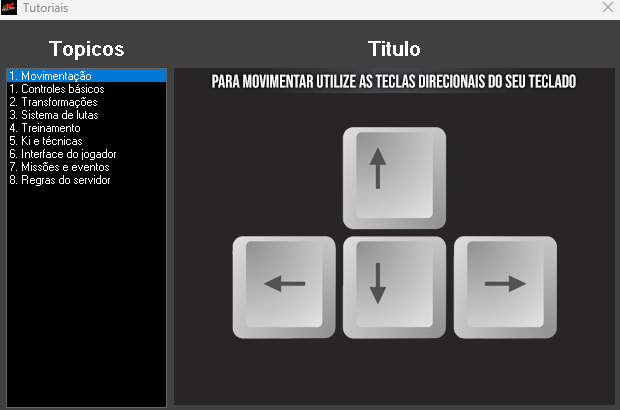 Tutoriais
Topicos
Titulo
1. Movimentação
1. Controles básicos
2. Transformações
3. Sistema de lutas
4. Treinamento
5. Ki e técnicas
6. Interface do jogador
7. Missões e eventos
8. Regras do servidor
PARA MOVIMENTAR UTILIZE AS TECLAS DIRECIONAIS DO SEU TECLADO